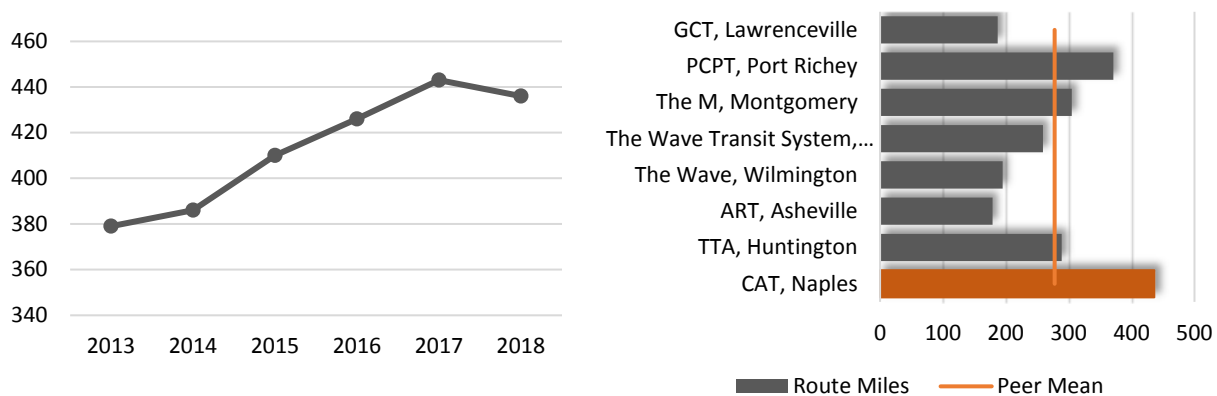 460
440
420
400
380
360
340
2013 2014 2015 2016 2017 2018
GCT, Lawrenceville
PCPT, Port Richey
The M, Montgomery
The Wave Transit System,...
The Wave, Wilmington
ART, Asheville
TTA, Huntington
CAT, Naples
0 100 200 300 400 500
Route Miles Peer Mean